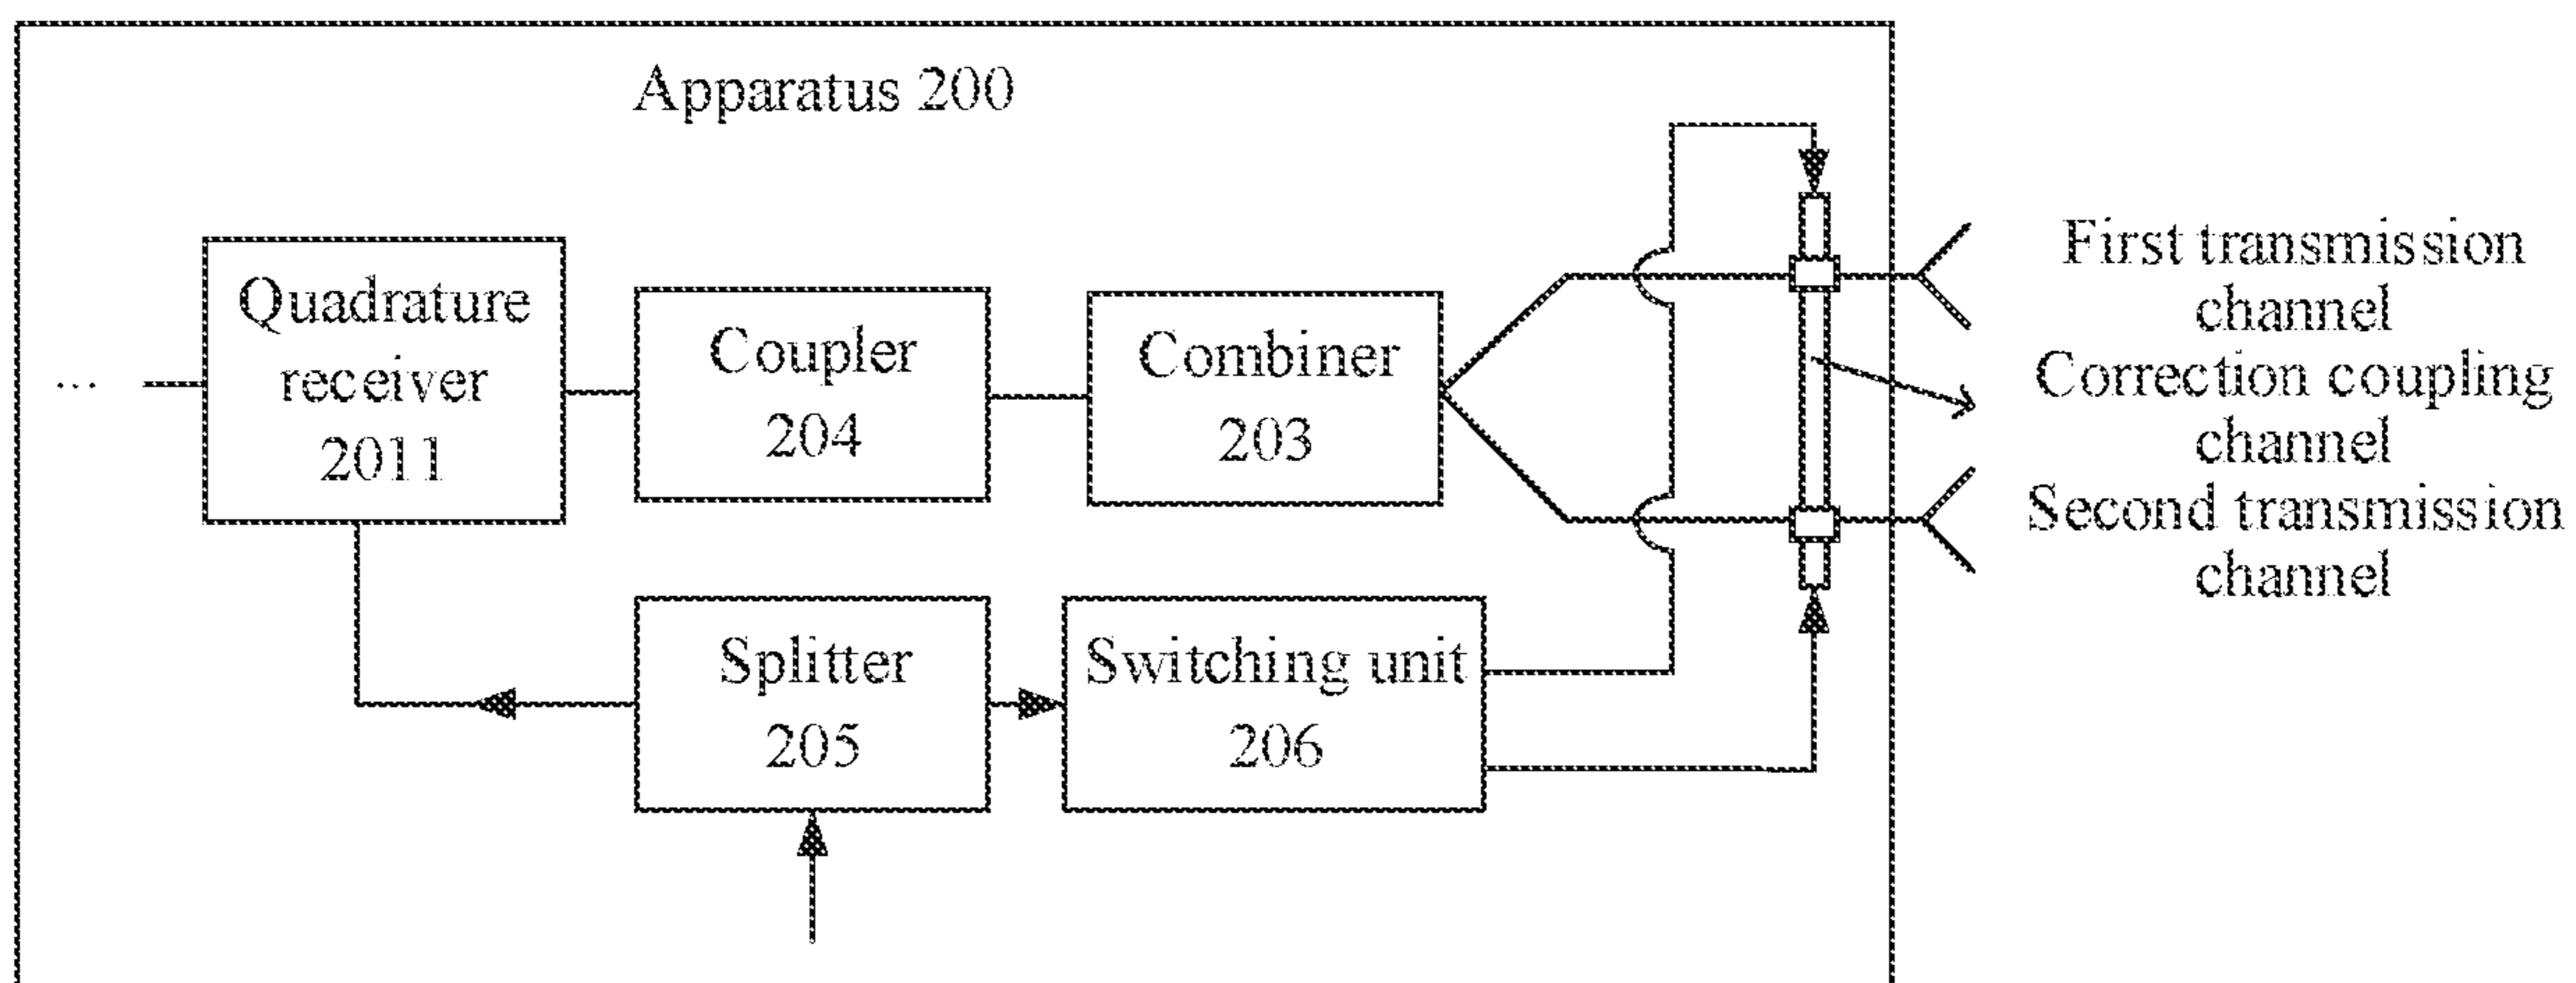 Apparatus 200
Quadrature
receiver
2011
Coupler
204
Combiner
203
First transmission
channel
Correction coupling
channel
Second transmission
channel
...
Splitter
205
Switching unit
206